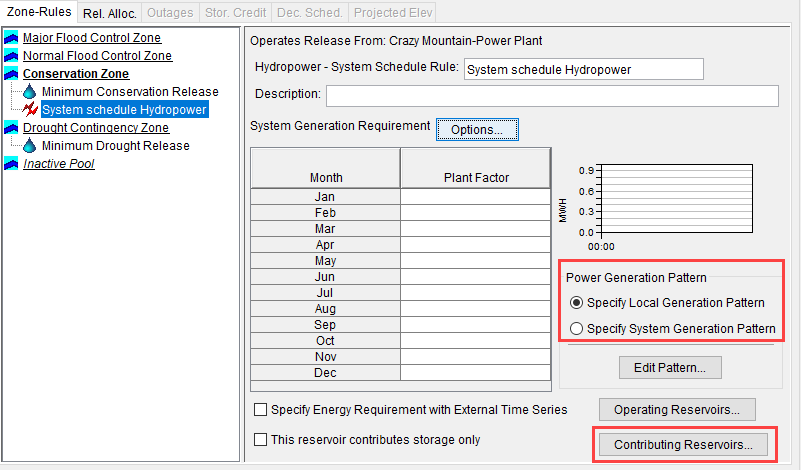 Zone-Rules Rel. Alloc. Outages Stor. Credit Dec. Sched. Projected Elev
Major Flood Control Zone
Normal Flood Control Zone
Conservation Zone
Minimum Conservation Release
System schedule Hydropower
Drought Contingency Zone
Minimum Drought Release
Inactive Pool
Operates Release From: Crazy Mountain-Power Plant
Hydropower - System Schedule Rule: System schedule Hydropower
Description:
System Generation Requirement Options...
Month Plant Factor
Jan
Feb
Mar
Apr
May
Jun
Jul
Aug
Sep
Oct
Nov
Dec
MWH
0.9
0.6
0.3
0.0
00:00
Power Generation Pattern
Specify Local Generation Pattern
Specify System Generation Pattern
Edit Pattern...
Specify Energy Requirement with External Time Series
Operating Reservoirs...
This reservoir contributes storage only
Contributing Reservoirs...